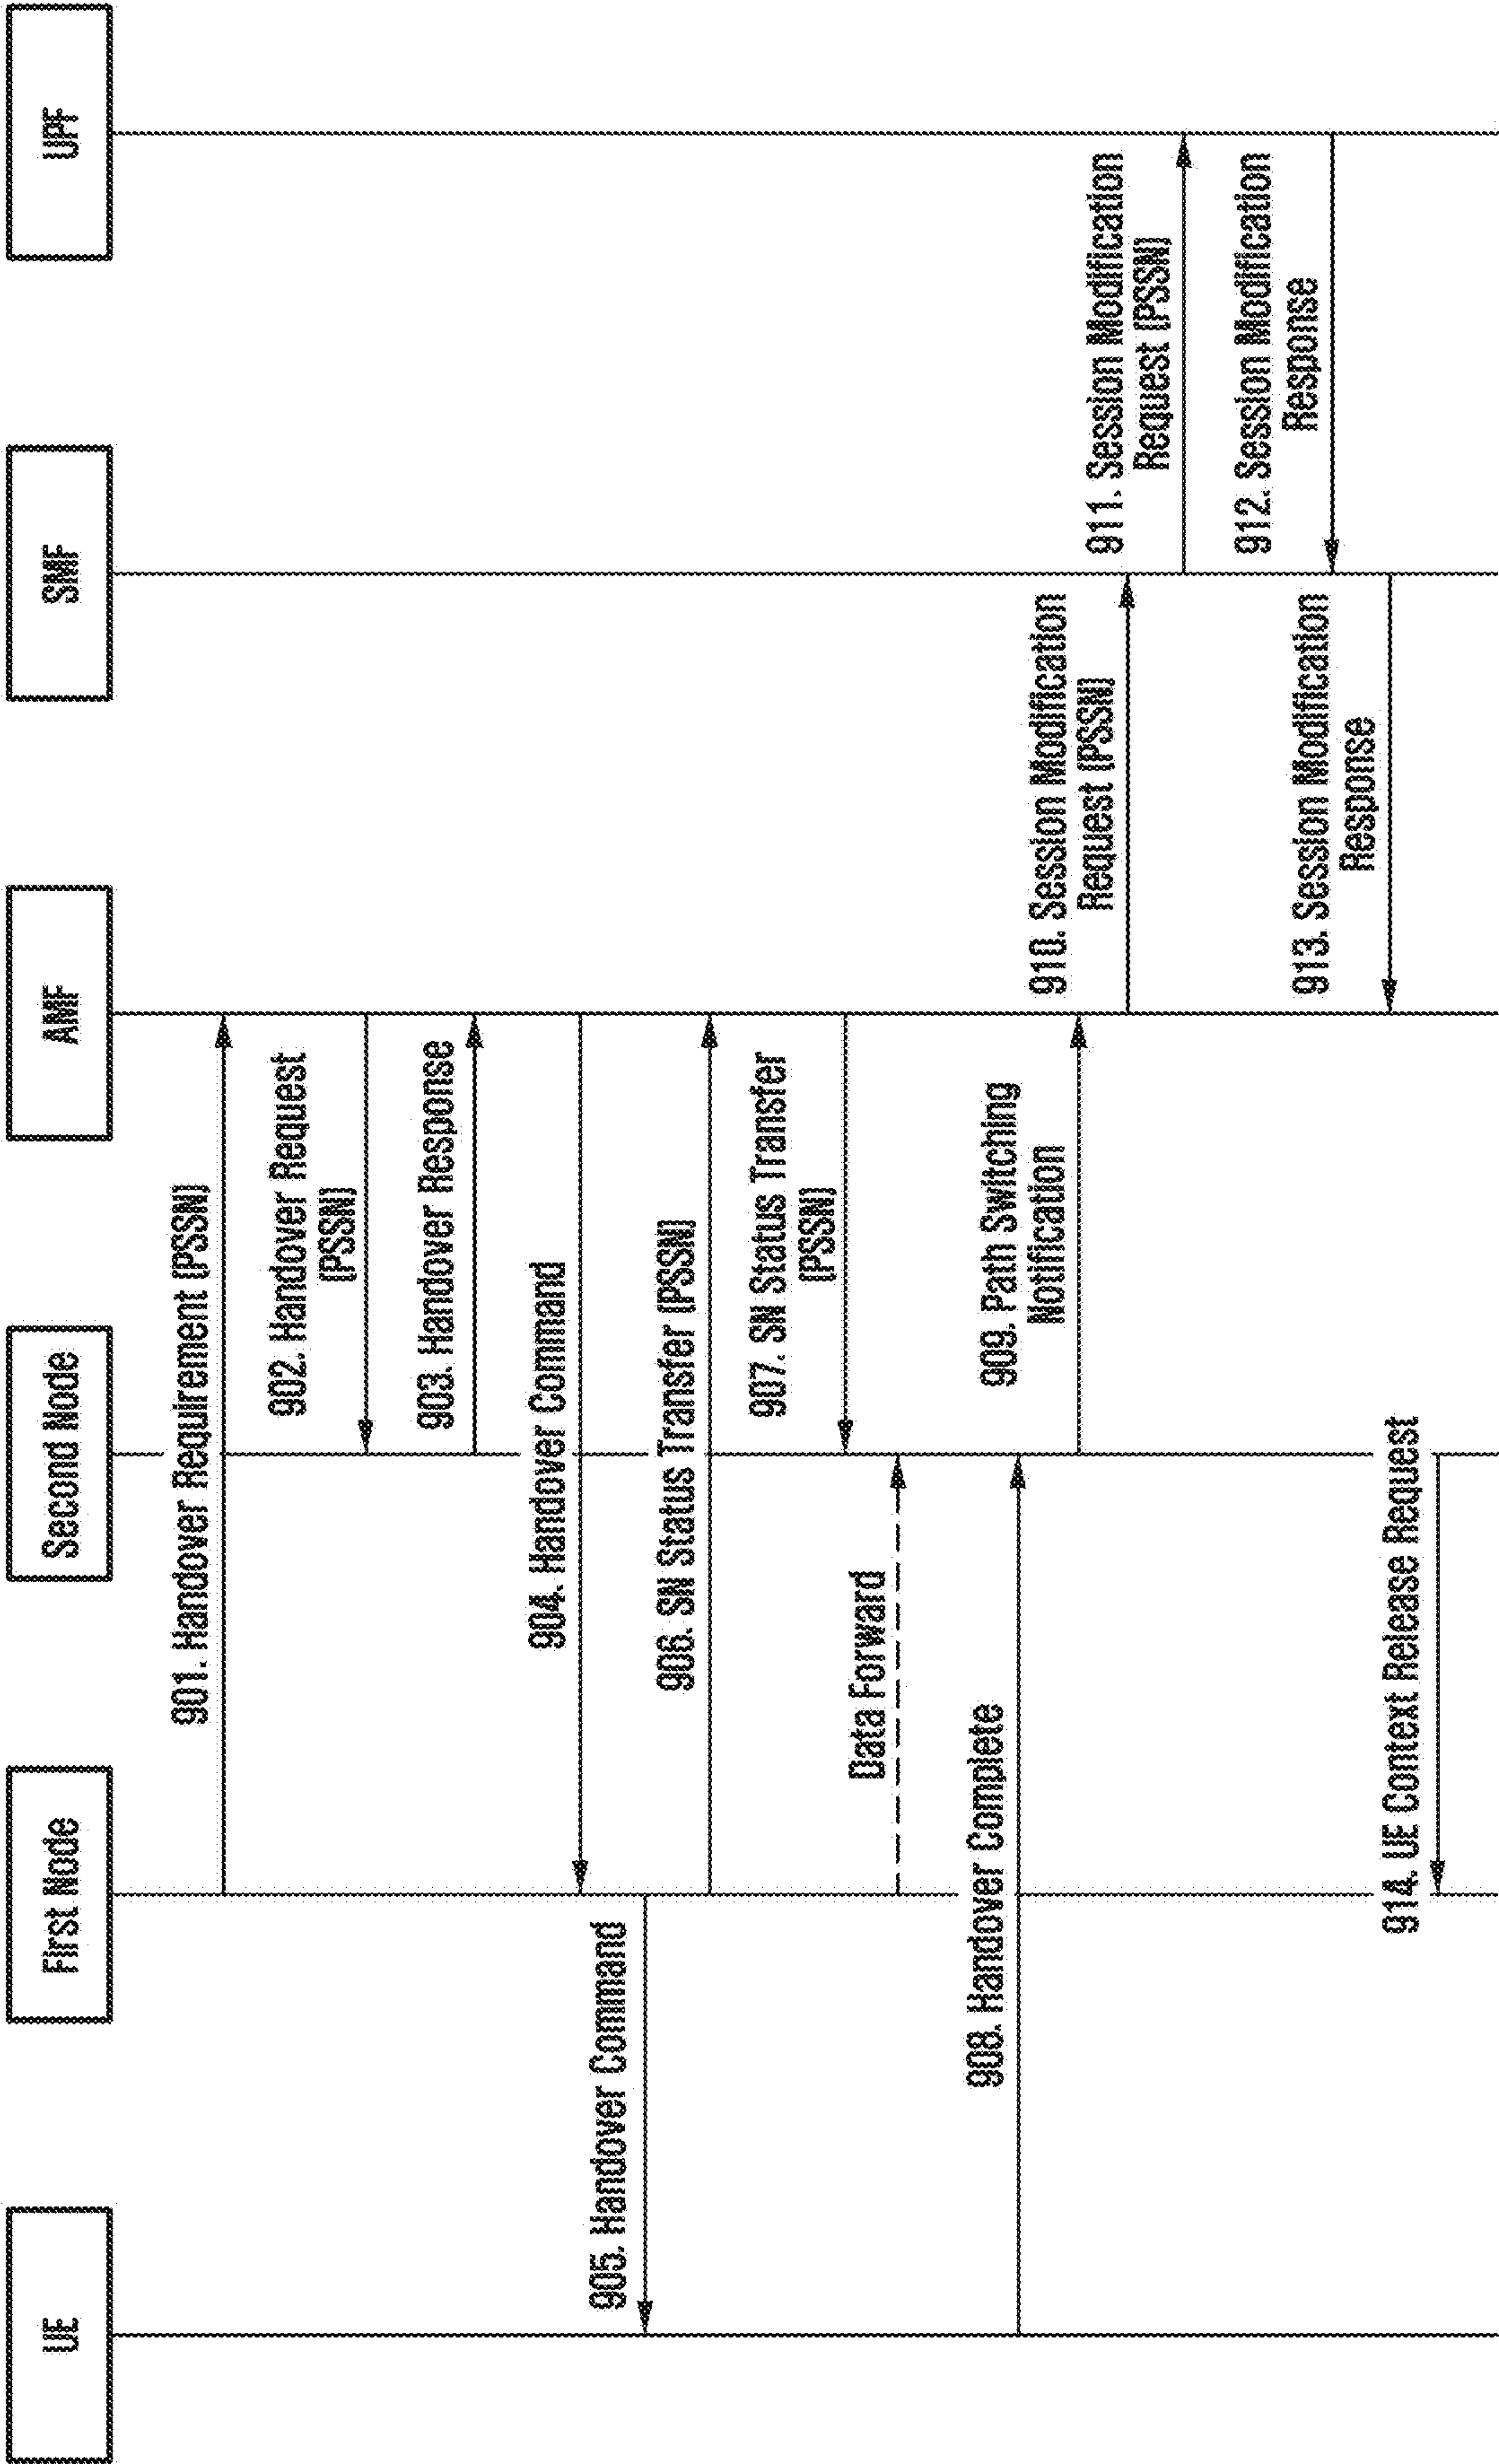 UE
First Node
Second Node
AMF
SMF
UPF
901. Handover Requirement [PSSN]
902. Handover Request
[PSSN]
903. Handover Response
904. Handover Command
905. Handover Command
906. SN Status Transfer [PSSN]
907. SN Status Transfer
[PSSN]
Data Forward
908. Handover Complete
909. Path Switching
Notification
910. Session Modification
Request [PSSN]
911. Session Modification
Request [PSSN]
912. Session Modification
Response
913. Session Modification
Response
914. UE Context Release Request